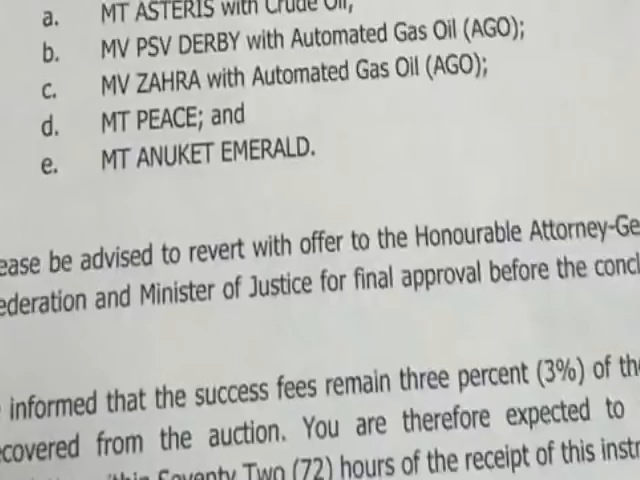 a. MT ASTERIS with Crude Oil;
b. MV PSV DERBY with Automated Gas Oil (AGO);
c. MV ZAHRA with Automated Gas Oil (AGO);
d. MT PEACE; and
e. MT ANUKET EMERALD.
ease be advised to revert with offer to the Honourable Attorney-Ge
ederation and Minister of Justice for final approval before the concl
informed that the success fees remain three percent (3%) of the
covered from the auction. You are therefore expected to
Seventy Two (72) hours of the receipt of this instr